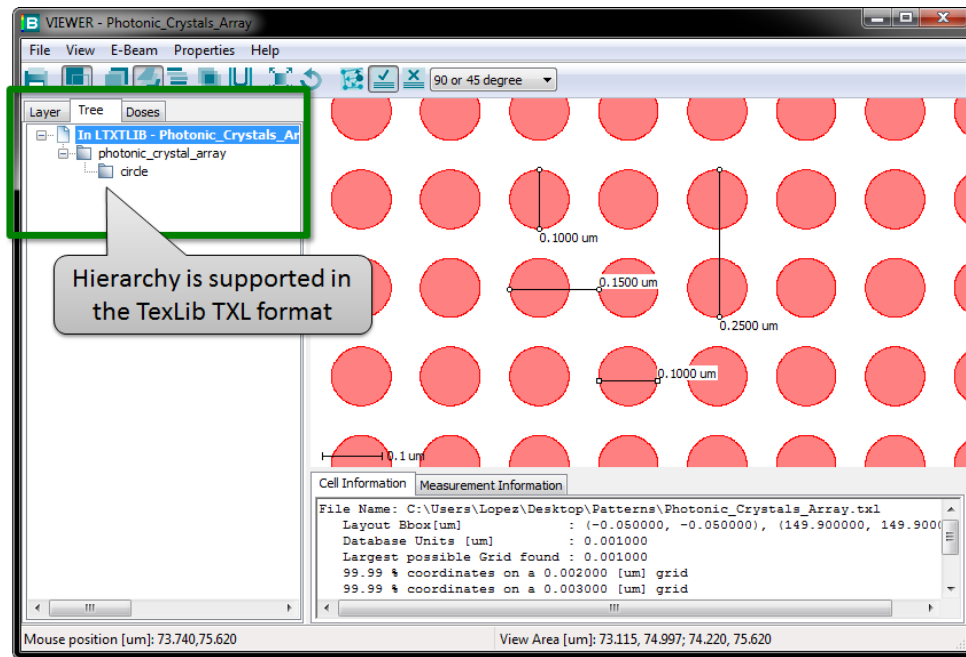 VIEWER - Photonic_Crystals_Array
File View E-Beam Properties Help
90 or 45 degree
Layer Tree Doses
In LTXTLIB - Photonic_Crystals_Ar
photonic_crystal_array
circle
Hierarchy is supported in
the TexLib TXL format
0.1000 um
0.1500 um
0.2500 um
0.1000 um
0.1 um
Cell Information Measurement Information
File Name: C:\Users\Lopez\Desktop\Patterns\Photonic_Crystals_Array.txl
Layout Bbox[um] : (-0.050000, -0.050000), (149.900000, 149.9000
Database Units [um] : 0.001000
Largest possible Grid found : 0.001000
99.99 % coordinates on a 0.002000 [um] grid
99.99 % coordinates on a 0.003000 [um] grid
Mouse position [um]: 73.740,75.620
View Area [um]: 73.115, 74.997; 74.220, 75.620